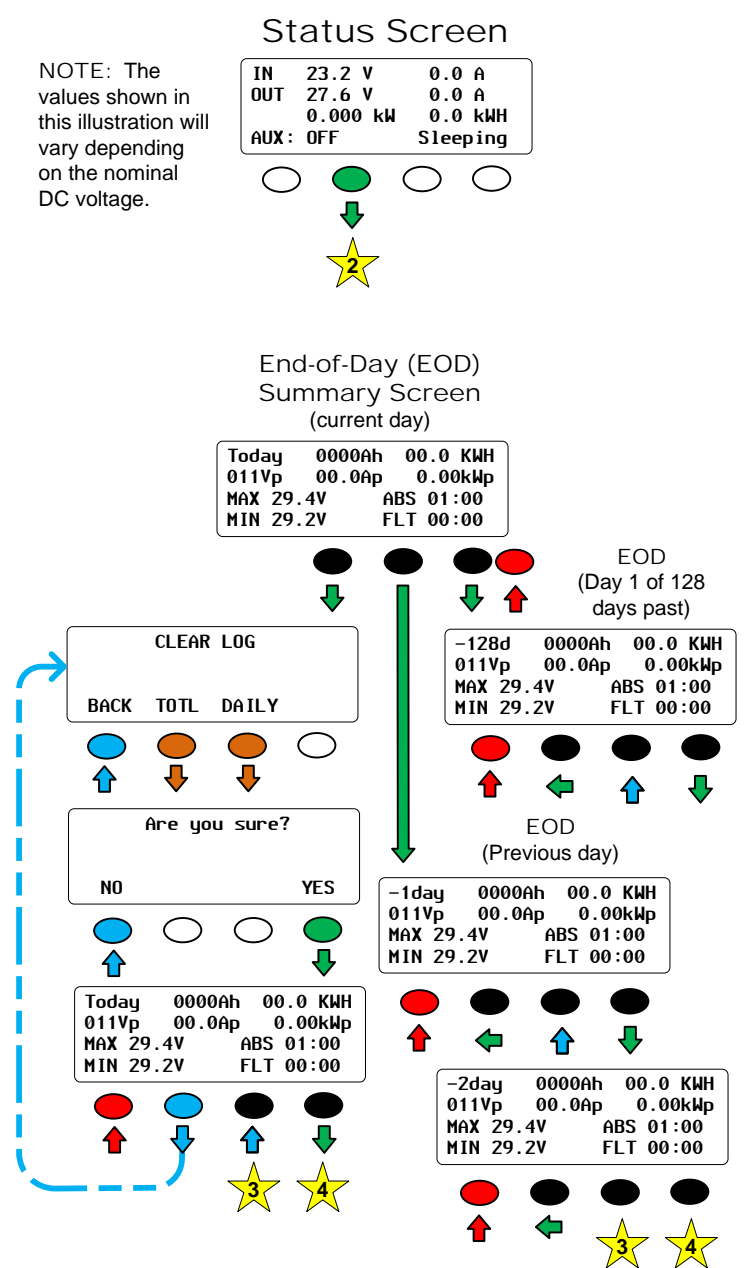 Status Screen
NOTE: The
values shown in
this illustration will
vary depending
on the nominal
DC voltage.
IN 23.2 V 0.0 A
OUT 27.6 V 0.0 A
0.000 kW 0.0 kWH
AUX: OFF Sleeping
2
End-of-Day (EOD)
Summary Screen
(current day)
Today 0000Ah 00.0 KWH
011Vp 00.0Ap 0.00kWp
MAX 29.4V ABS 01:00
MIN 29.2V FLT 00:00
EOD
(Day 1 of 128
days past)
-128d 0000Ah 00.0 KWH
011Vp 00.0Ap 0.00kWp
MAX 29.4V ABS 01:00
MIN 29.2V FLT 00:00
CLEAR LOG
BACK TOTL DAILY
Are you sure?
NO YES
EOD
(Previous day)
-1day 0000Ah 00.0 KWH
011Vp 00.0Ap 0.00kWp
MAX 29.4V ABS 01:00
MIN 29.2V FLT 00:00
Today 0000Ah 00.0 KWH
011Vp 00.0Ap 0.00kWp
MAX 29.4V ABS 01:00
MIN 29.2V FLT 00:00
3 4
-2day 0000Ah 00.0 KWH
011Vp 00.0Ap 0.00kWp
MAX 29.4V ABS 01:00
MIN 29.2V FLT 00:00
3 4